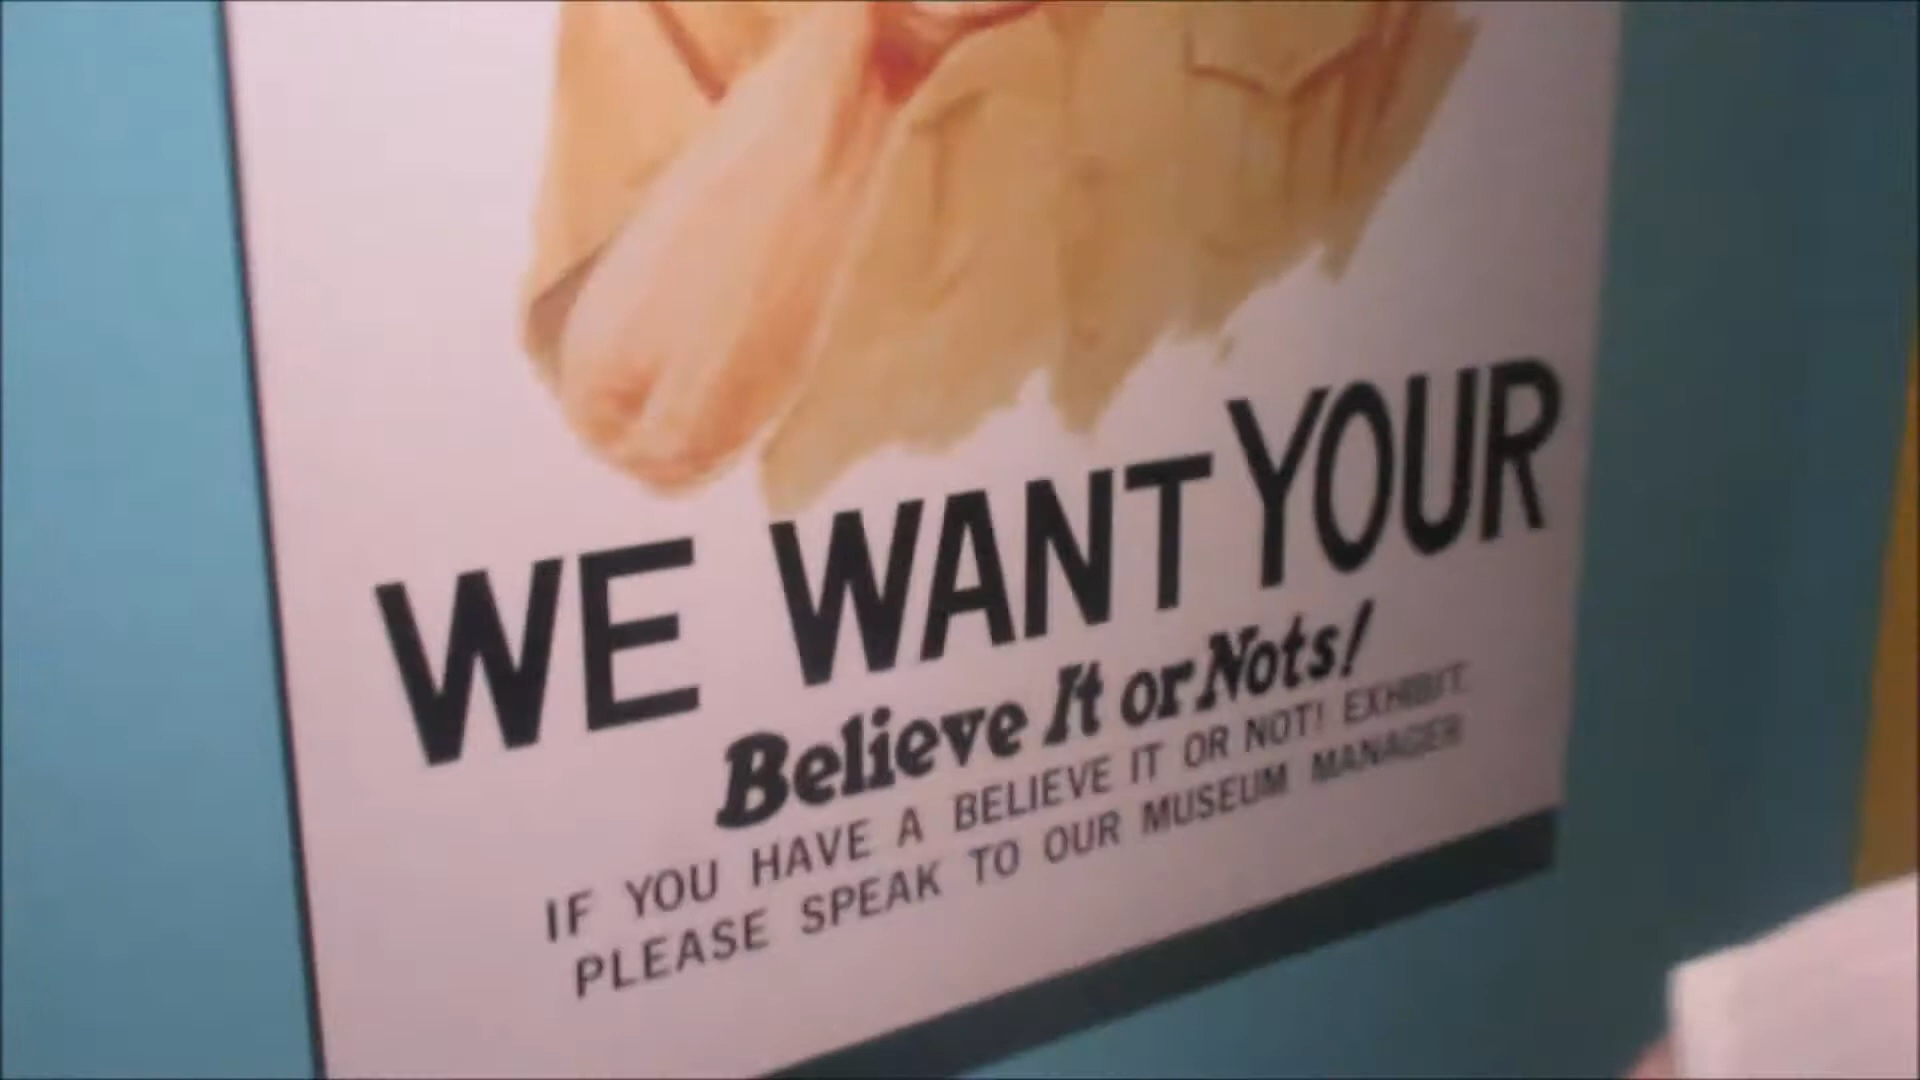 WE WANT YOUR
Believe It or Nots!
IF YOU HAVE A BELIEVE IT OR NOT! EXHIBIT
PLEASE SPEAK TO OUR MUSEUM MANAGER